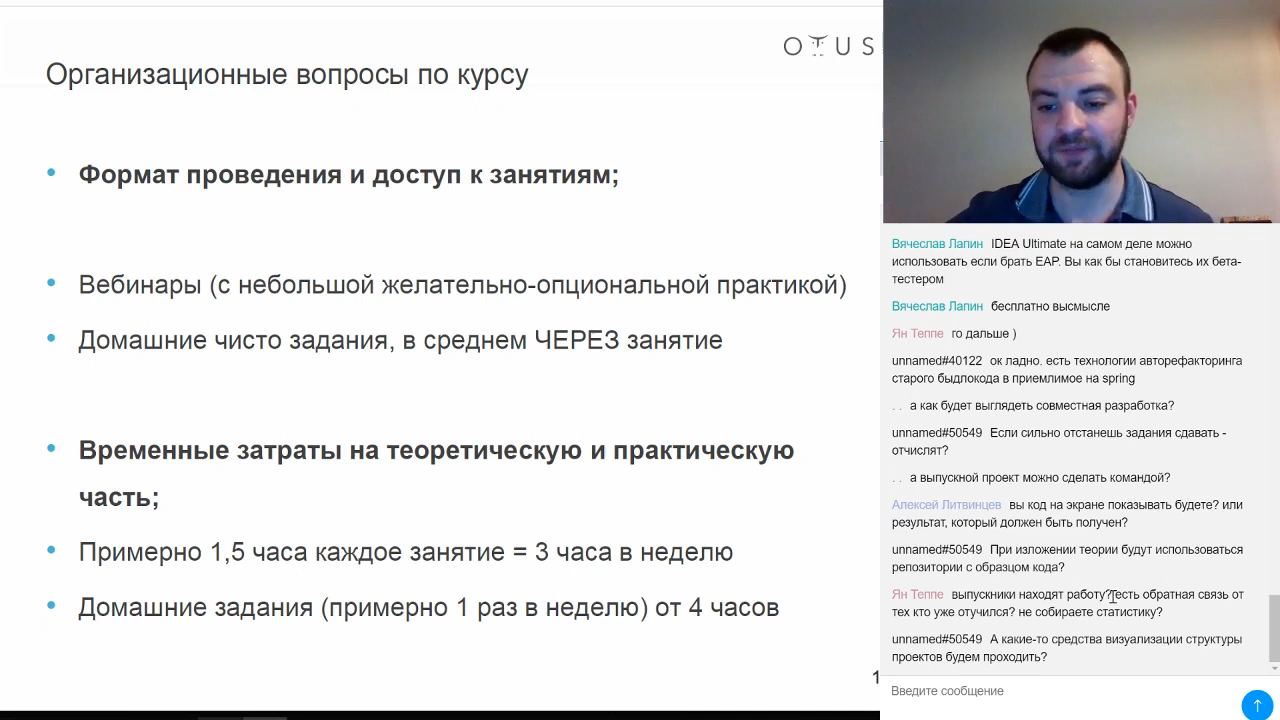 OTUS
Организационные вопросы по курсу
• Формат проведения и доступ к занятиям;
• Вебинары (с небольшой желательно-опциональной практикой)
• Домашние чисто задания, в среднем ЧЕРЕЗ занятие
• Временные затраты на теоретическую и практическую
часть;
• Примерно 1,5 часа каждое занятие = 3 часа в неделю
• Домашние задания (примерно 1 раз в неделю) от 4 часов
1
Вячеслав Лапин IDEA Ultimate на самом деле можно
использовать если брать EAP. Вы как бы становитесь их бета-
тестером
Вячеслав Лапин бесплатно высмысле
Ян Теппе го дальше )
unnamed#40122 ок ладно. есть технологии авторефакторинга
старого быдлокода в приемлимое на spring
. . а как будет выглядеть совместная разработка?
unnamed#50549 Если сильно отстанешь задания сдавать -
отчислят?
. . а выпускной проект можно сделать командой?
Алексей Литвинцев вы код на экране показывать будете? или
результат, который должен быть получен?
unnamed#50549 При изложении теории будут использоваться
репозитории с образцом кода?
Ян Теппе выпускники находят работу? есть обратная связь от
тех кто уже отучился? не собираете статистику?
unnamed#50549 А какие-то средства визуализации структуры
проектов будем проходить?
Введите сообщение